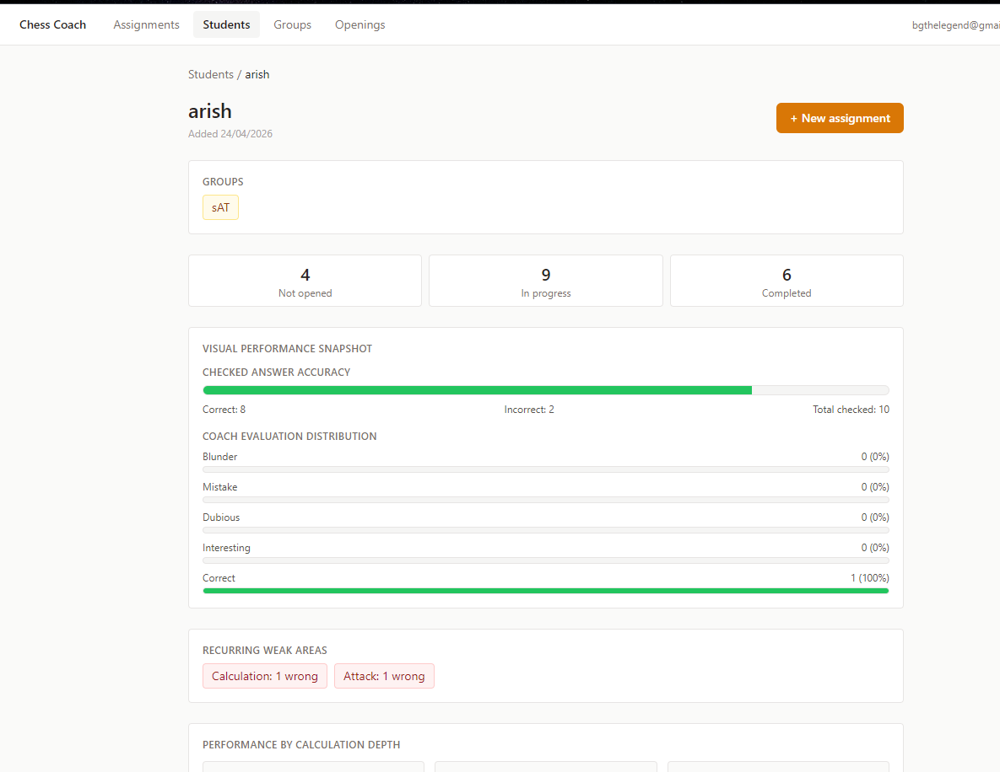 Chess Coach Assignments Students Groups Openings bgthelegend@gmai
Students / arish
arish
+ New assignment
Added 24/04/2026
GROUPS
sAT
4 9 6
Not opened In progress Completed
VISUAL PERFORMANCE SNAPSHOT
CHECKED ANSWER ACCURACY
Correct: 8 Incorrect: 2 Total checked: 10
COACH EVALUATION DISTRIBUTION
Blunder 0 (0%)
Mistake 0 (0%)
Dubious 0 (0%)
Interesting 0 (0%)
Correct 1 (100%)
RECURRING WEAK AREAS
Calculation: 1 wrong Attack: 1 wrong
PERFORMANCE BY CALCULATION DEPTH